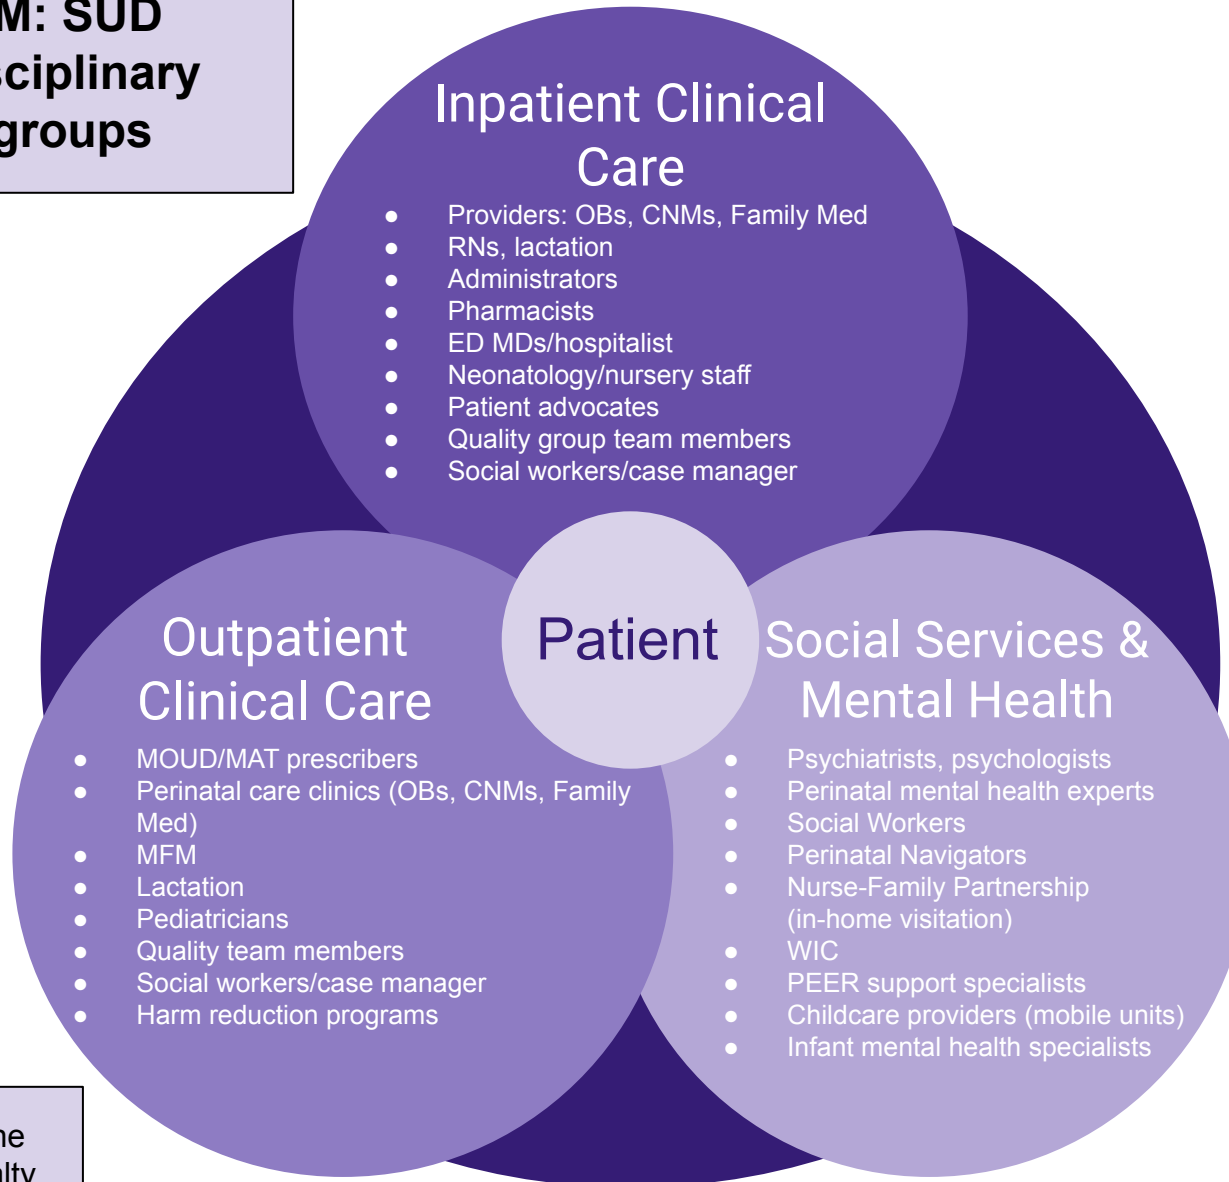 M: SUD
sciplinary
groups
Inpatient Clinical
Care
● Providers: OBs, CNMs, Family Med
● RNs, lactation
● Administrators
● Pharmacists
● ED MDs/hospitalist
● Neonatology/nursery staff
● Patient advocates
● Quality group team members
● Social workers/case manager
Patient
Outpatient
Clinical Care
● MOUD/MAT prescribers
● Perinatal care clinics (OBs, CNMs, Family
Med)
● MFM
● Lactation
● Pediatricians
● Quality team members
● Social workers/case manager
● Harm reduction programs
Social Services &
Mental Health
● Psychiatrists, psychologists
● Perinatal mental health experts
● Social Workers
● Perinatal Navigators
● Nurse-Family Partnership
(in-home visitation)
● WIC
● PEER support specialists
● Childcare providers (mobile units)
● Infant mental health specialists
ne
alty